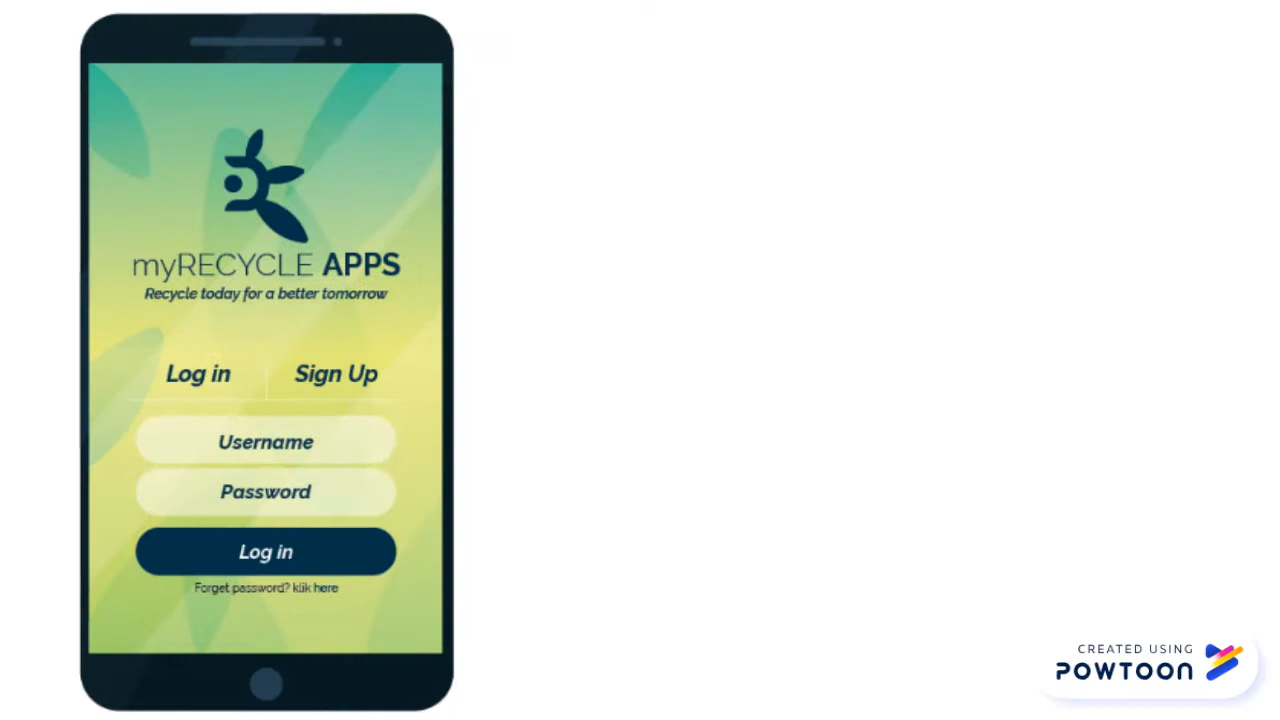 myRECYCLE APPS
Recycle today for a better tomorrow
Log in
Sign Up
Username
Password
Log in
Forget password? klik here
CREATED USING
POWTOON